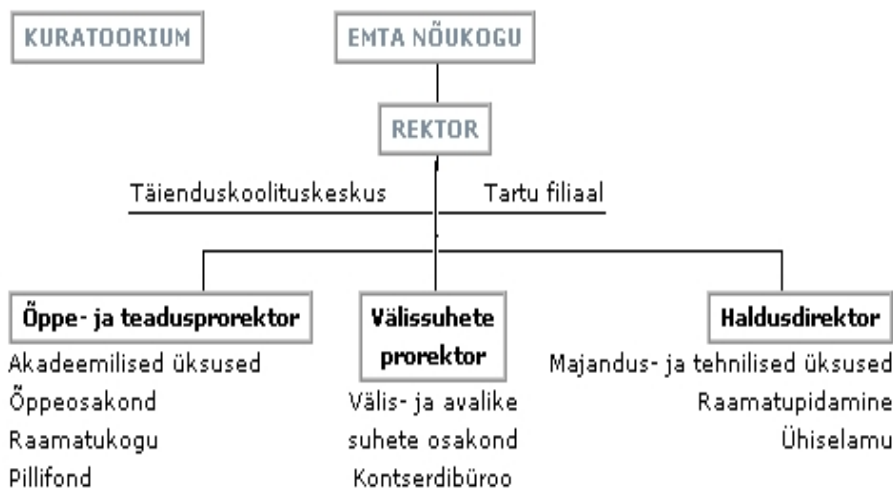 KURATOORIUM
EMTA NÕUKOGU
REKTOR
Täienduskoolituskeskus
Tartu filiaal
Õppe- ja teadusprorektor
Akadeemilised üksused
Õppeosakond
Raamatukogu
Pillifond
Välissuhete
prorektor
Välis- ja avalike
suhete osakond
Kontserdibüroo
Haldusdirektor
Majandus- ja tehnilised üksused
Raamatupidamine
Ühiselamu